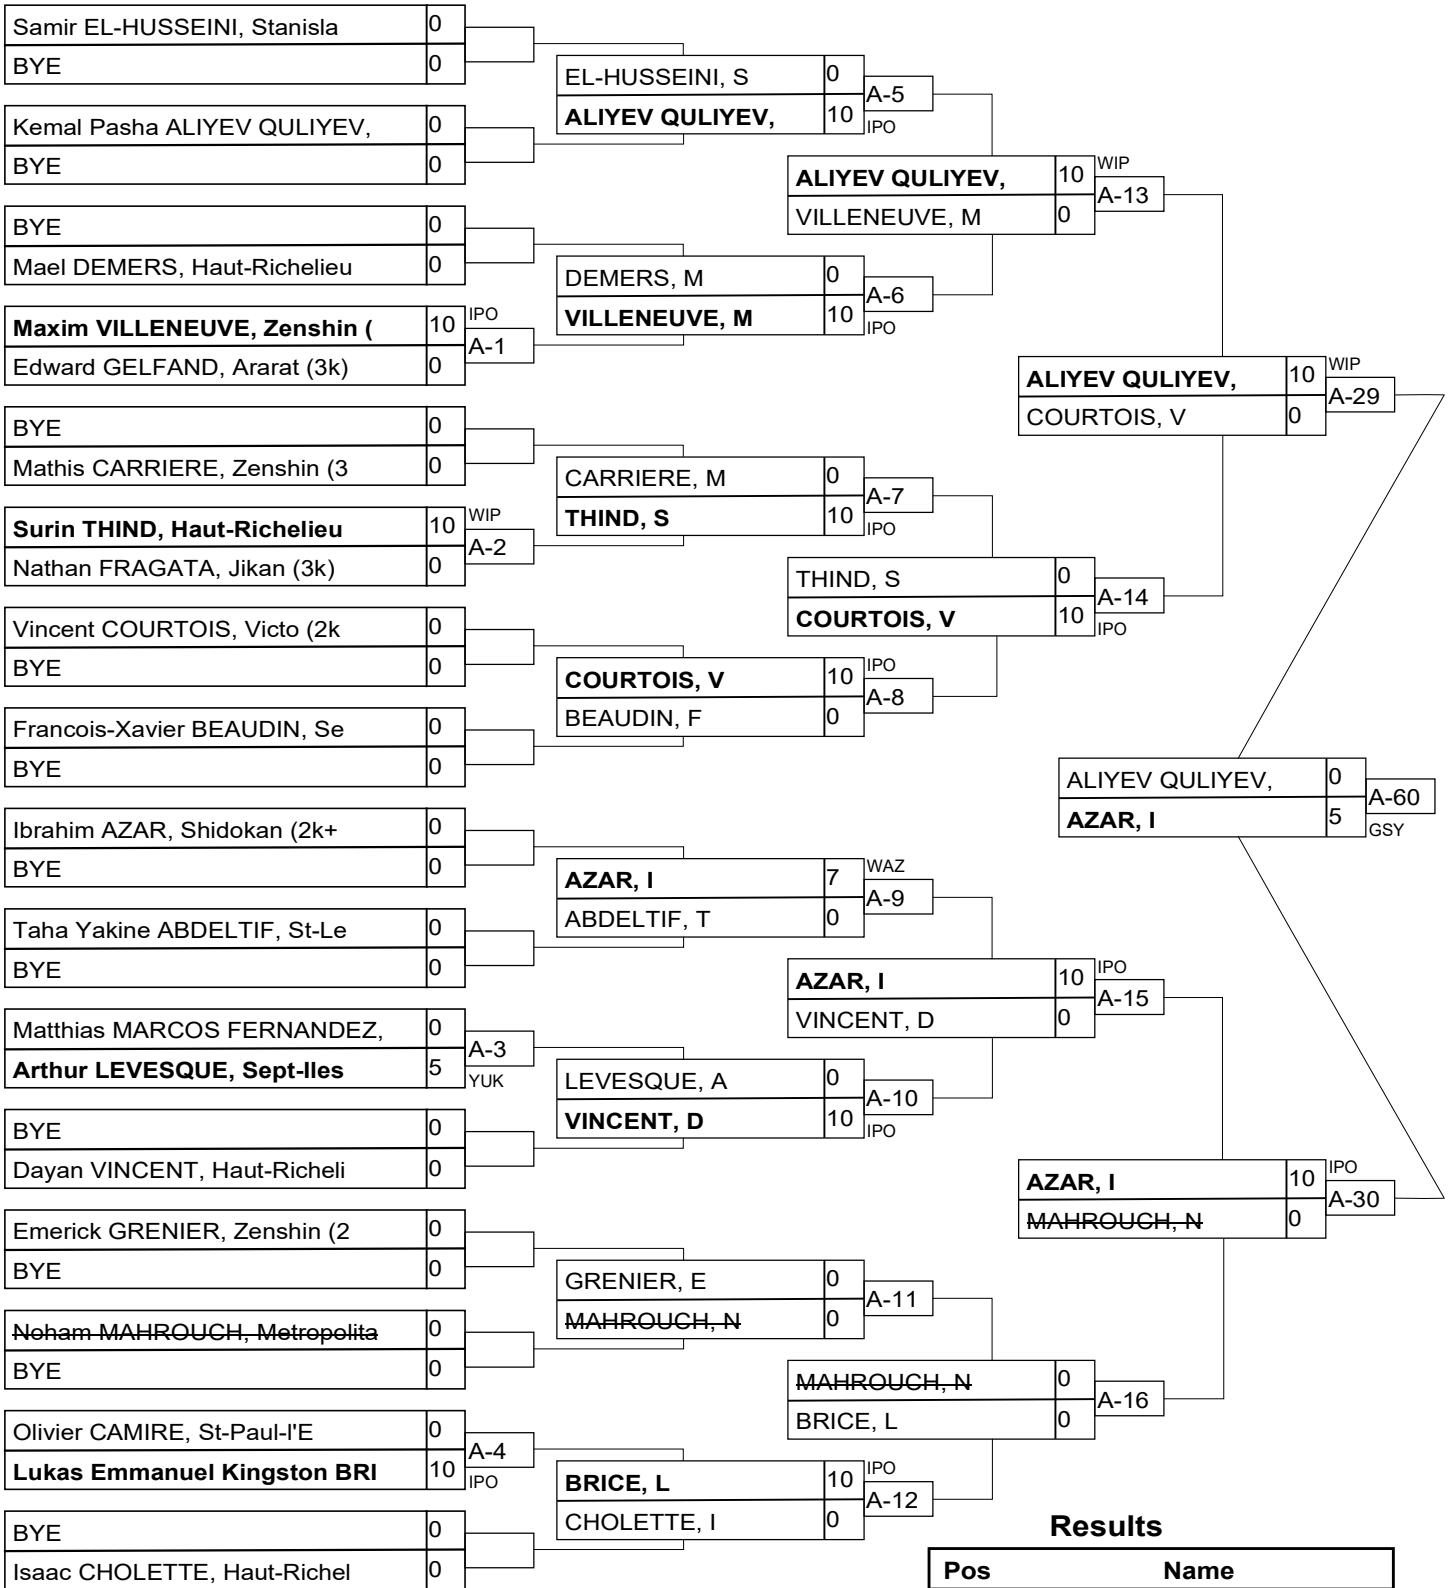 Samir EL-HUSSEINI, Stanisla 0
BYE 0
Kemal Pasha ALIYEV QULIYEV, 0
BYE 0
BYE 0
Mael DEMERS, Haut-Richelieu 0
Maxim VILLENEUVE, Zenshin ( 10 IPO
A-1
Edward GELFAND, Ararat (3k) 0
BYE 0
Mathis CARRIERE, Zenshin (3 0
Surin THIND, Haut-Richelieu 10 WIP
A-2
Nathan FRAGATA, Jikan (3k) 0
Vincent COURTOIS, Victo (2k 0
BYE 0
Francois-Xavier BEAUDIN, Se 0
BYE 0
Ibrahim AZAR, Shidokan (2k+ 0
BYE 0
Taha Yakine ABDELTIF, St-Le 0
BYE 0
Matthias MARCOS FERNANDEZ, 0
A-3
Arthur LEVESQUE, Sept-Iles 5 YUK
BYE 0
Dayan VINCENT, Haut-Richeli 0
Emerick GRENIER, Zenshin (2 0
BYE 0
Noham MAHROUCH, Metropolita 0
BYE 0
Olivier CAMIRE, St-Paul-l'E 0
A-4
Lukas Emmanuel Kingston BRI 10 IPO
BYE 0
Isaac CHOLETTE, Haut-Richel 0
EL-HUSSEINI, S 0
A-5
ALIYEV QULIYEV, 10 IPO
DEMERS, M 0
A-6
VILLENEUVE, M 10 IPO
CARRIERE, M 0
A-7
THIND, S 10 IPO
COURTOIS, V 10 IPO
A-8
BEAUDIN, F 0
AZAR, I 7 WAZ
A-9
ABDELTIF, T 0
LEVESQUE, A 0
A-10
VINCENT, D 10 IPO
GRENIER, E 0
A-11
MAHROUCH, N 0
BRICE, L 10 IPO
A-12
CHOLETTE, I 0
ALIYEV QULIYEV, 10 WIP
A-13
VILLENEUVE, M 0
THIND, S 0
A-14
COURTOIS, V 10 IPO
AZAR, I 10 IPO
A-15
VINCENT, D 0
MAHROUCH, N 0
A-16
BRICE, L 0
ALIYEV QULIYEV, 10 WIP
A-29
COURTOIS, V 0
AZAR, I 10 IPO
A-30
MAHROUCH, N 0
ALIYEV QULIYEV, 0
A-60
AZAR, I 5 GSY
Results
Pos Name